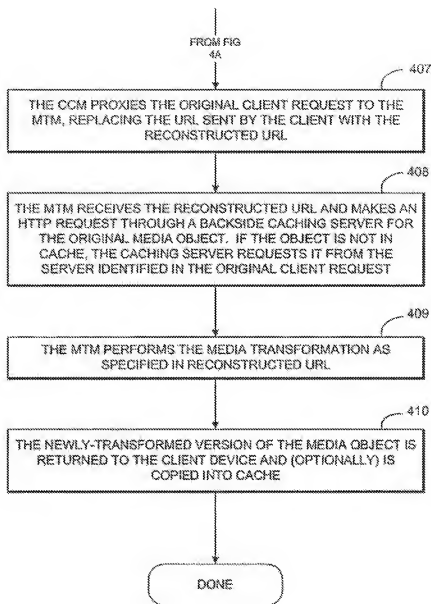 FROM FIG
4A
407
THE CCM PROXIES THE ORIGINAL CLIENT REQUEST TO THE
MTM, REPLACING THE URL SENT BY THE CLIENT WITH THE
RECONSTRUCTED URL
408
THE MTM RECEIVES THE RECONSTRUCTED URL AND MAKES AN
HTTP REQUEST THROUGH A BACKSIDE CACHING SERVER FOR
THE ORIGINAL MEDIA OBJECT. IF THE OBJECT IS NOT IN
CACHE, THE CACHING SERVER REQUESTS IT FROM THE
SERVER IDENTIFIED IN THE ORIGINAL CLIENT REQUEST
409
THE MTM PERFORMS THE MEDIA TRANSFORMATION AS
SPECIFIED IN RECONSTRUCTED URL
410
THE NEWLY-TRANSFORMED VERSION OF THE MEDIA OBJECT IS
RETURNED TO THE CLIENT DEVICE AND (OPTIONALLY) IS
COPIED INTO CACHE
DONE